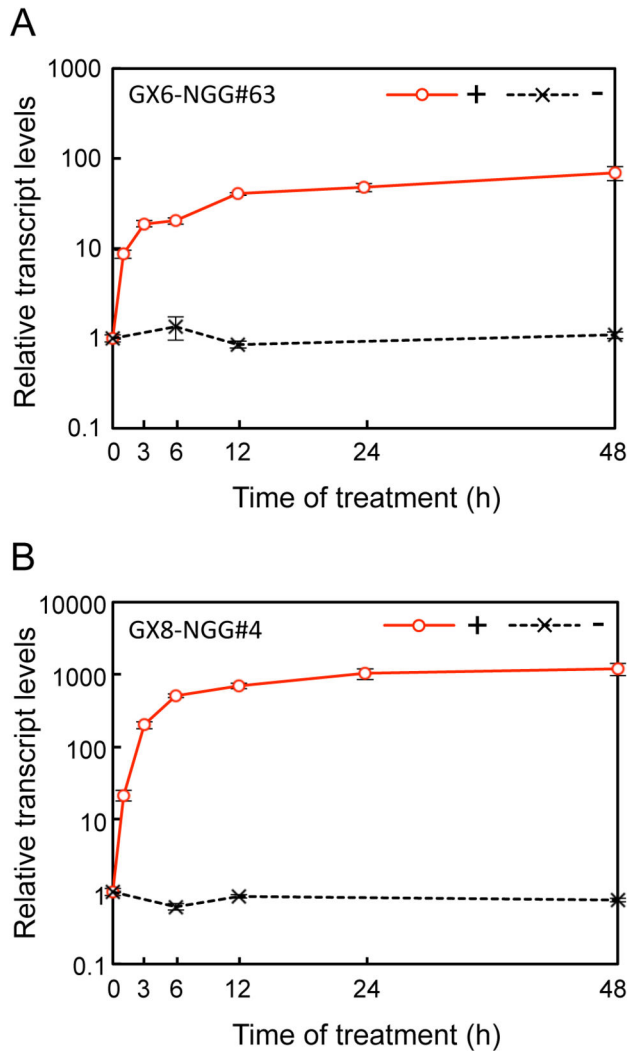 A
1000
GX6-NGG#63 + -
100
10
1
0.1
Relative transcript levels
0 3 6 12 24 48
Time of treatment (h)
B
10000
GX8-NGG#4 + -
1000
100
10
1
0.1
Relative transcript levels
0 3 6 12 24 48
Time of treatment (h)